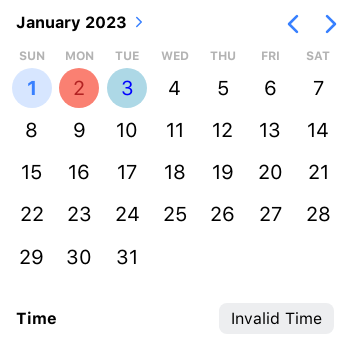 January 2023
SUN MON TUE WED THU FRI SAT
1 2 3 4 5 6 7
8 9 10 11 12 13 14
15 16 17 18 19 20 21
22 23 24 25 26 27 28
29 30 31
Time Invalid Time